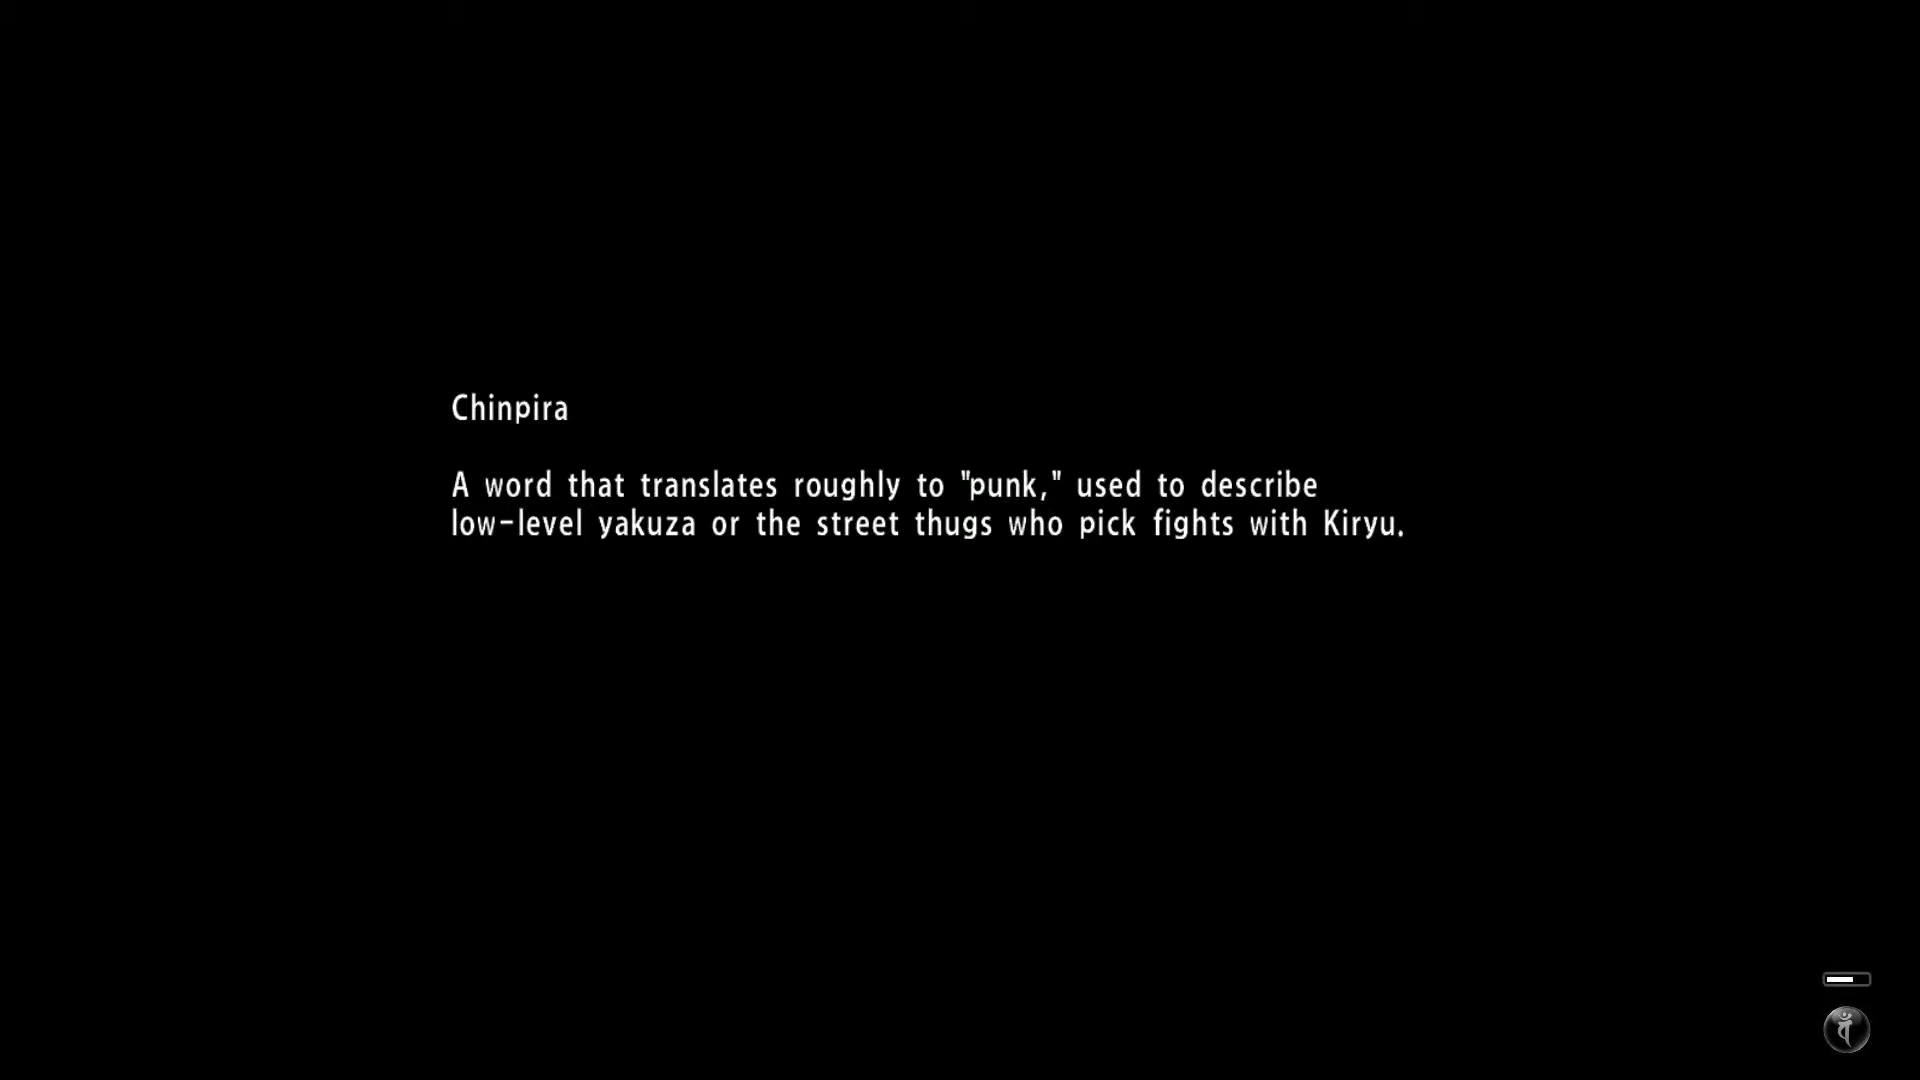 Chinpira
A word that translates roughly to "punk," used to describe
low-level yakuza or the street thugs who pick fights with Kiryu.